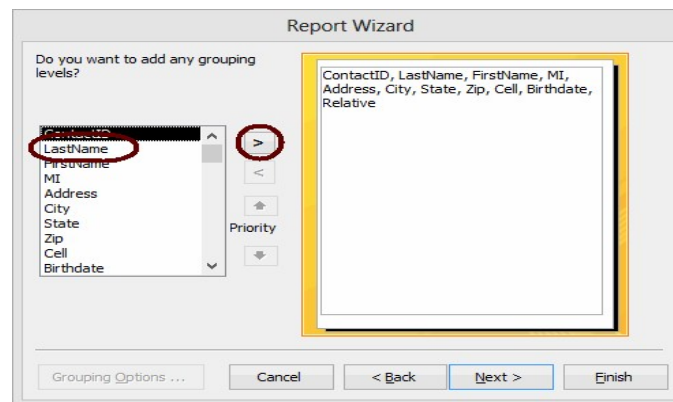 Report Wizard
Do you want to add any grouping
levels?
ContactID, LastName, FirstName, MI,
Address, City, State, Zip, Cell, Birthdate,
Relative
ContactID
LastName
FirstName
MI
Address
City
State
Zip
Cell
Birthdate
>
<
Priority
Grouping Options ...
Cancel
< Back
Next >
Finish